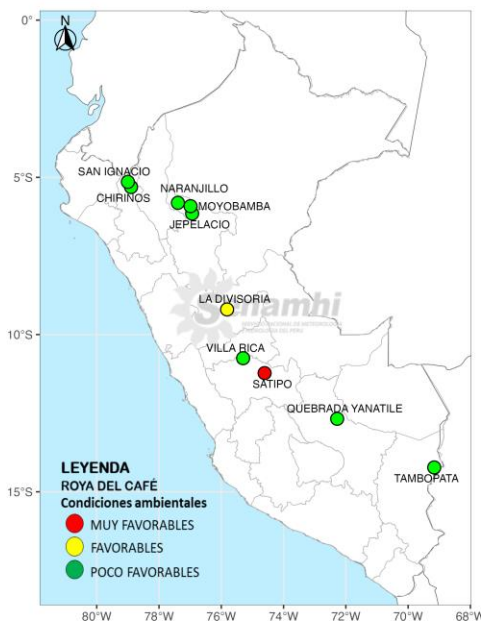 N
0°
SAN IGNACIO
NARANJILLO
5°S
CHIRINOS
MOYOBAMBA
JEPELACIO
LA DIVISORIA
Senamhi
10°S
VILLA RICA
SATIPO
QUEBRADA YANATILE
LEYENDA
ROYA DEL CAFÉ
TAMBOPATA
Condiciones ambientales
15°S
MUY FAVORABLES
FAVORABLES
POCO FAVORABLES
80°W 78°W 76°W 74°W 72°W 70°W 68°W